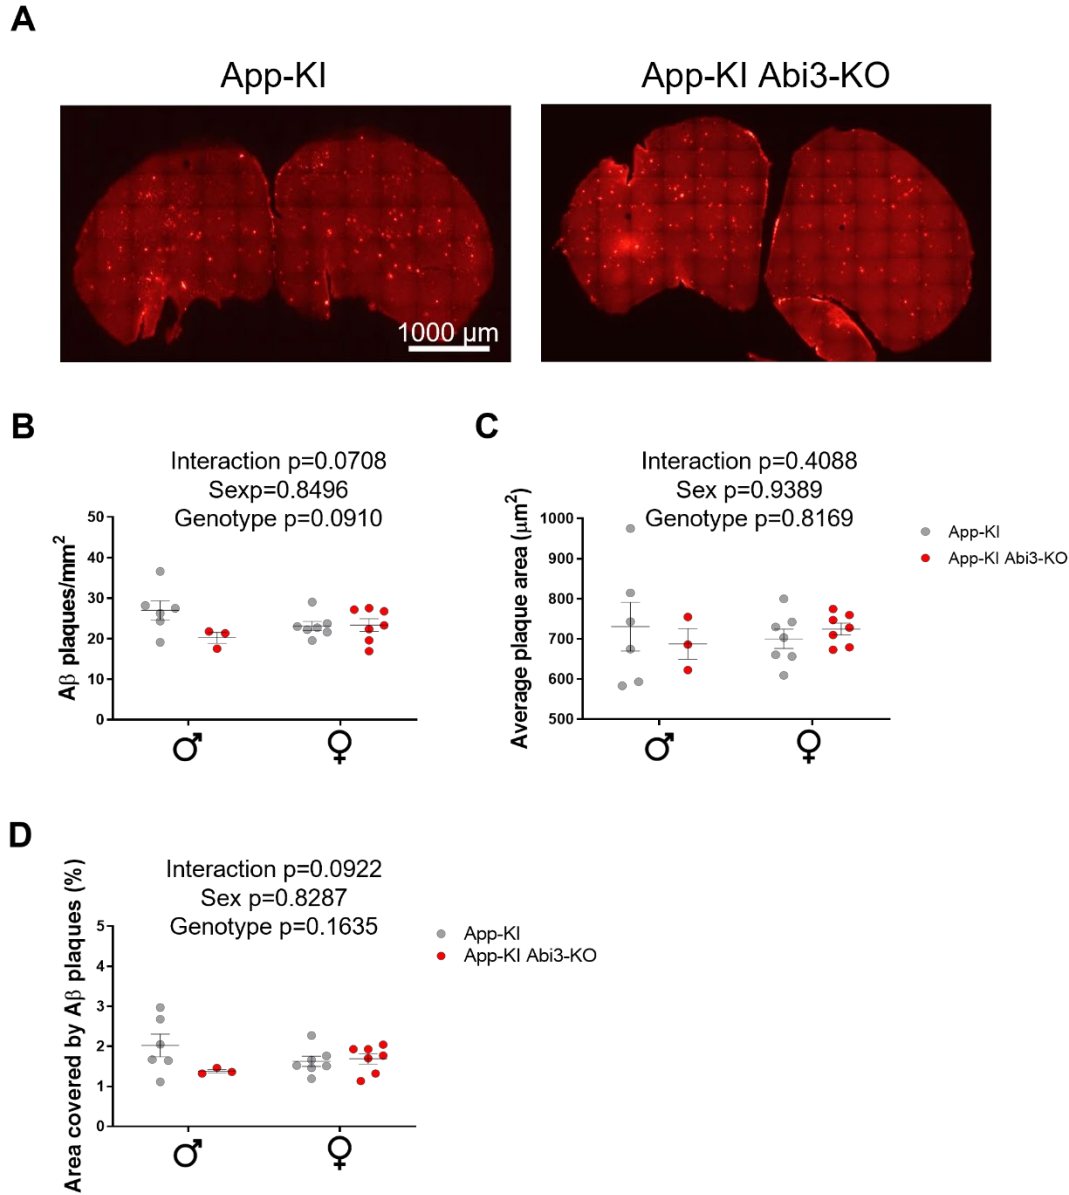 A
App-KI
App-KI Abi3-KO
1000 µm
B
Interaction p=0.0708
Sexp=0.8496
Genotype p=0.0910
Aβ plaques/mm²
50
40
30
20
10
0
♂
♀
C
Interaction p=0.4088
Sex p=0.9389
Genotype p=0.8169
Average plaque area (µm²)
1000
900
800
700
600
500
♂
♀
App-KI
App-KI Abi3-KO
D
Interaction p=0.0922
Sex p=0.8287
Genotype p=0.1635
Area covered by Aβ plaques (%)
5
4
3
2
1
0
♂
♀
App-KI
App-KI Abi3-KO